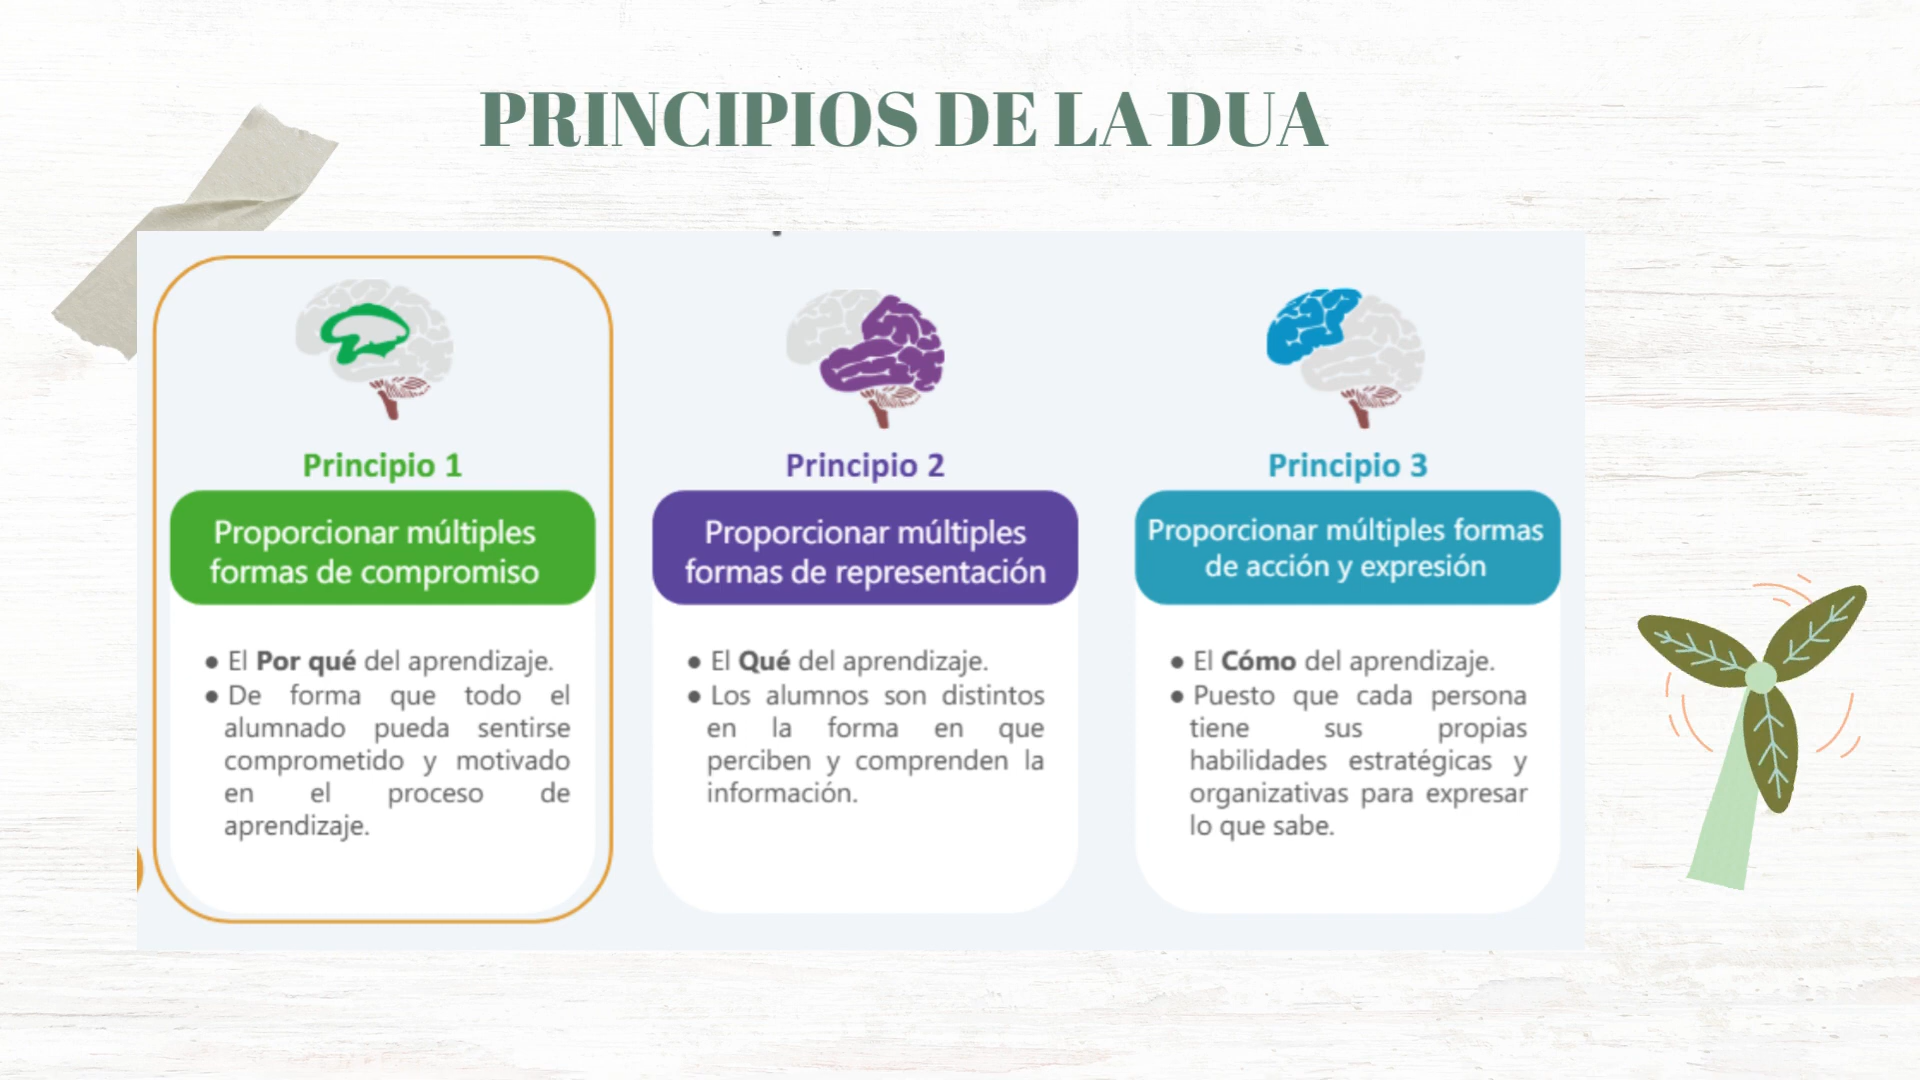 PRINCIPIOS DE LA DUA
Principio 1
Proporcionar múltiples
formas de compromiso
● El Por qué del aprendizaje.
● De forma que todo el
alumnado pueda sentirse
comprometido y motivado
en el proceso de
aprendizaje.
Principio 2
Proporcionar múltiples
formas de representación
● El Qué del aprendizaje.
● Los alumnos son distintos
en la forma en que
perciben y comprenden la
información.
Principio 3
Proporcionar múltiples formas
de acción y expresión
● El Cómo del aprendizaje.
● Puesto que cada persona
tiene sus propias
habilidades estratégicas y
organizativas para expresar
lo que sabe.